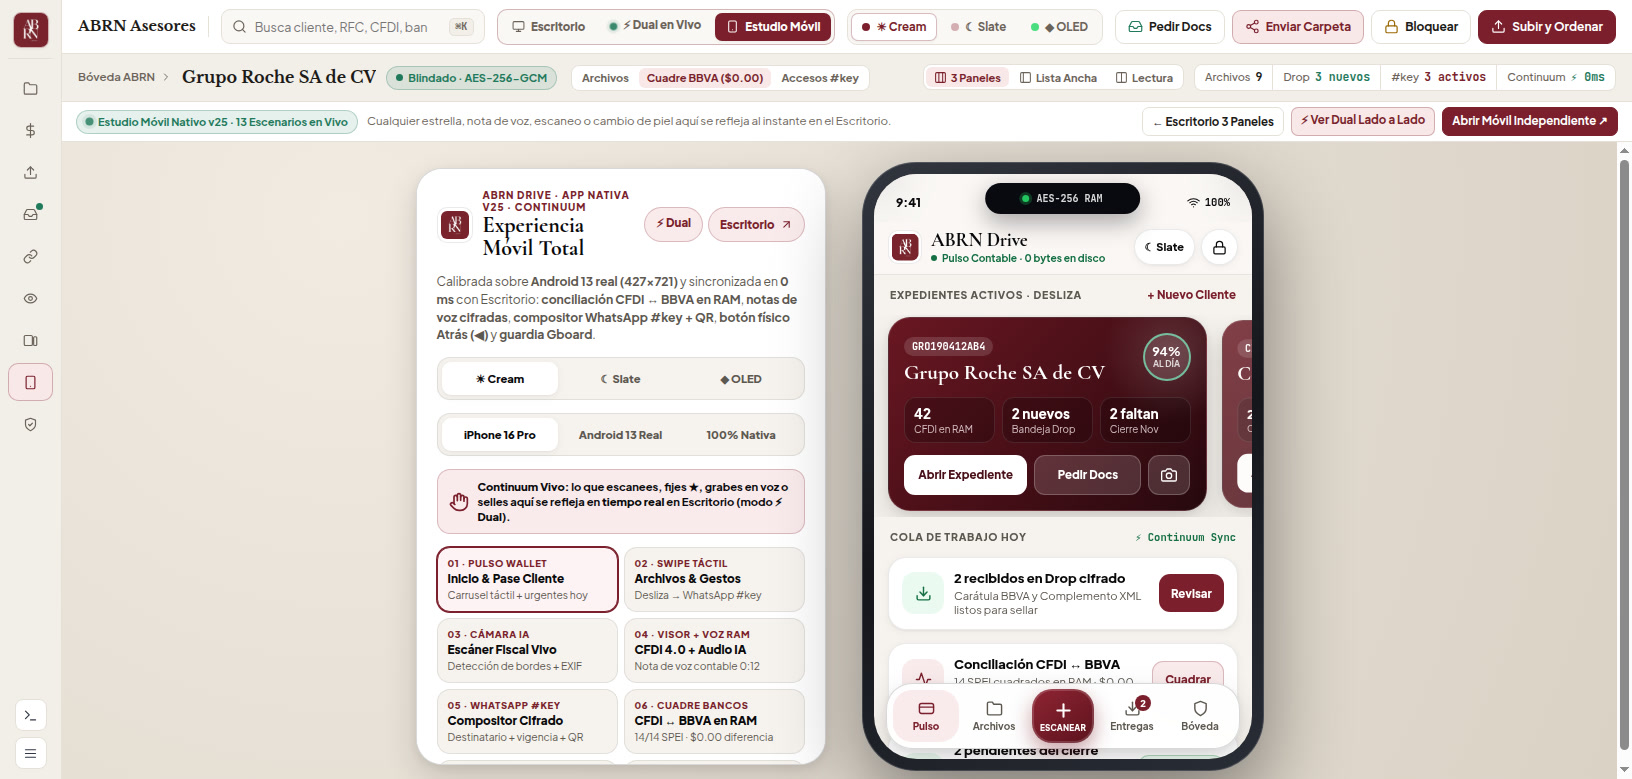 ABRN Asesores
Busca cliente, RFC, CFDI, ban
⌘K
Escritorio
⚡ Dual en Vivo
Estudio Móvil
☀ Cream
☾ Slate
◆ OLED
Pedir Docs
Enviar Carpeta
Bloquear
Subir y Ordenar
Bóveda ABRN
Grupo Roche SA de CV
Blindado · AES-256-GCM
Archivos
Cuadre BBVA ($0.00)
Accesos #key
3 Paneles
Lista Ancha
Lectura
Archivos 9
Drop 3 nuevos
#key 3 activos
Continuum ⚡ 0ms
Estudio Móvil Nativo v25 · 13 Escenarios en Vivo
Cualquier estrella, nota de voz, escaneo o cambio de piel aquí se refleja al instante en el Escritorio.
← Escritorio 3 Paneles
⚡ Ver Dual Lado a Lado
Abrir Móvil Independiente ↗
ABRN DRIVE · APP NATIVA
V25 · CONTINUUM
Experiencia
Móvil Total
⚡ Dual
Escritorio ↗
Calibrada sobre Android 13 real (427×721) y sincronizada en 0
ms con Escritorio: conciliación CFDI ↔ BBVA en RAM, notas de
voz cifradas, compositor WhatsApp #key + QR, botón físico
Atrás (◀) y guardia Gboard.
☀ Cream
☾ Slate
◆ OLED
iPhone 16 Pro
Android 13 Real
100% Nativa
Continuum Vivo: lo que escanees, fijes ★, grabes en voz o
selles aquí se refleja en tiempo real en Escritorio (modo ⚡
Dual).
01 · PULSO WALLET
Inicio & Pase Cliente
Carrusel táctil + urgentes hoy
02 · SWIPE TÁCTIL
Archivos & Gestos
Desliza → WhatsApp #key
03 · CÁMARA IA
Escáner Fiscal Vivo
Detección de bordes + EXIF
04 · VISOR + VOZ RAM
CFDI 4.0 + Audio IA
Nota de voz contable 0:12
05 · WHATSAPP #KEY
Compositor Cifrado
Destinatario + vigencia + QR
06 · CUADRE BANCOS
CFDI ↔ BBVA en RAM
14/14 SPEI · $0.00 diferencia
9:41
AES-256 RAM
100%
ABRN Drive
Pulso Contable · 0 bytes en disco
☾ Slate
EXPEDIENTES ACTIVOS · DESLIZA
+ Nuevo Cliente
GRO190412AB4
94%
AL DÍA
Grupo Roche SA de CV
42
CFDI en RAM
2 nuevos
Bandeja Drop
2 faltan
Cierre Nov
Abrir Expediente
Pedir Docs
COLA DE TRABAJO HOY
⚡ Continuum Sync
2 recibidos en Drop cifrado
Carátula BBVA y Complemento XML
listos para sellar
Revisar
Conciliación CFDI ↔ BBVA
14 SPEI cuadrados en RAM · $0.00
Cuadrar
Pulso
Archivos
ESCANEAR
2
Entregas
Bóveda
2 pendientes del cierre